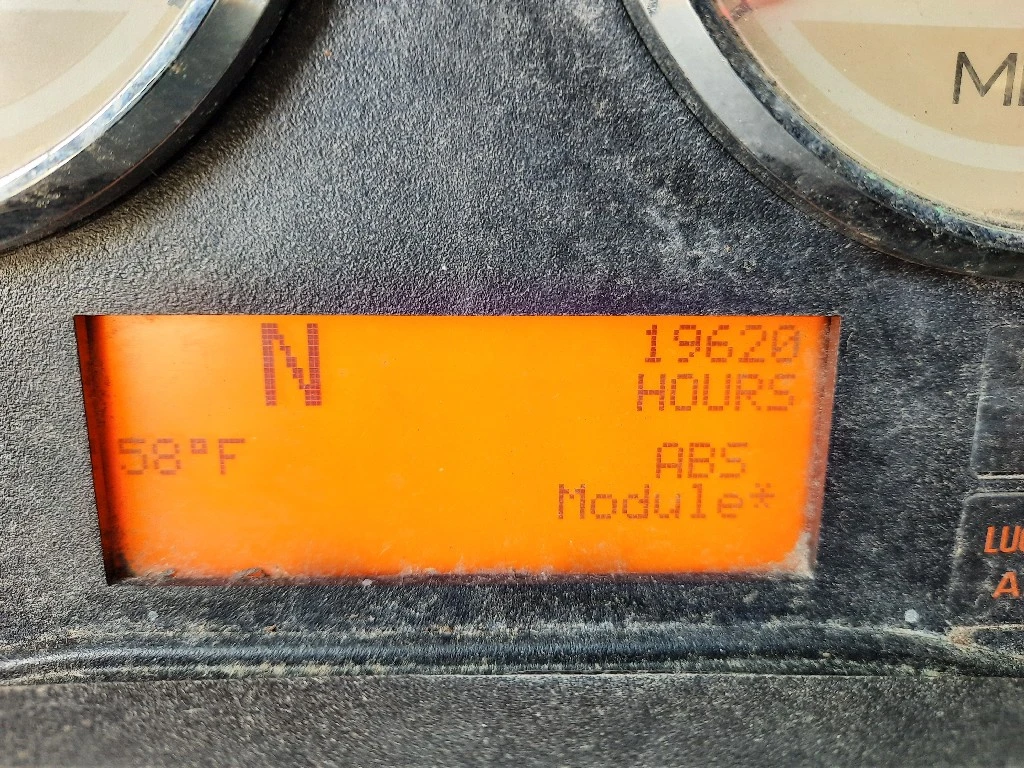 N
19620
HOURS
58°F
ABS
Module*